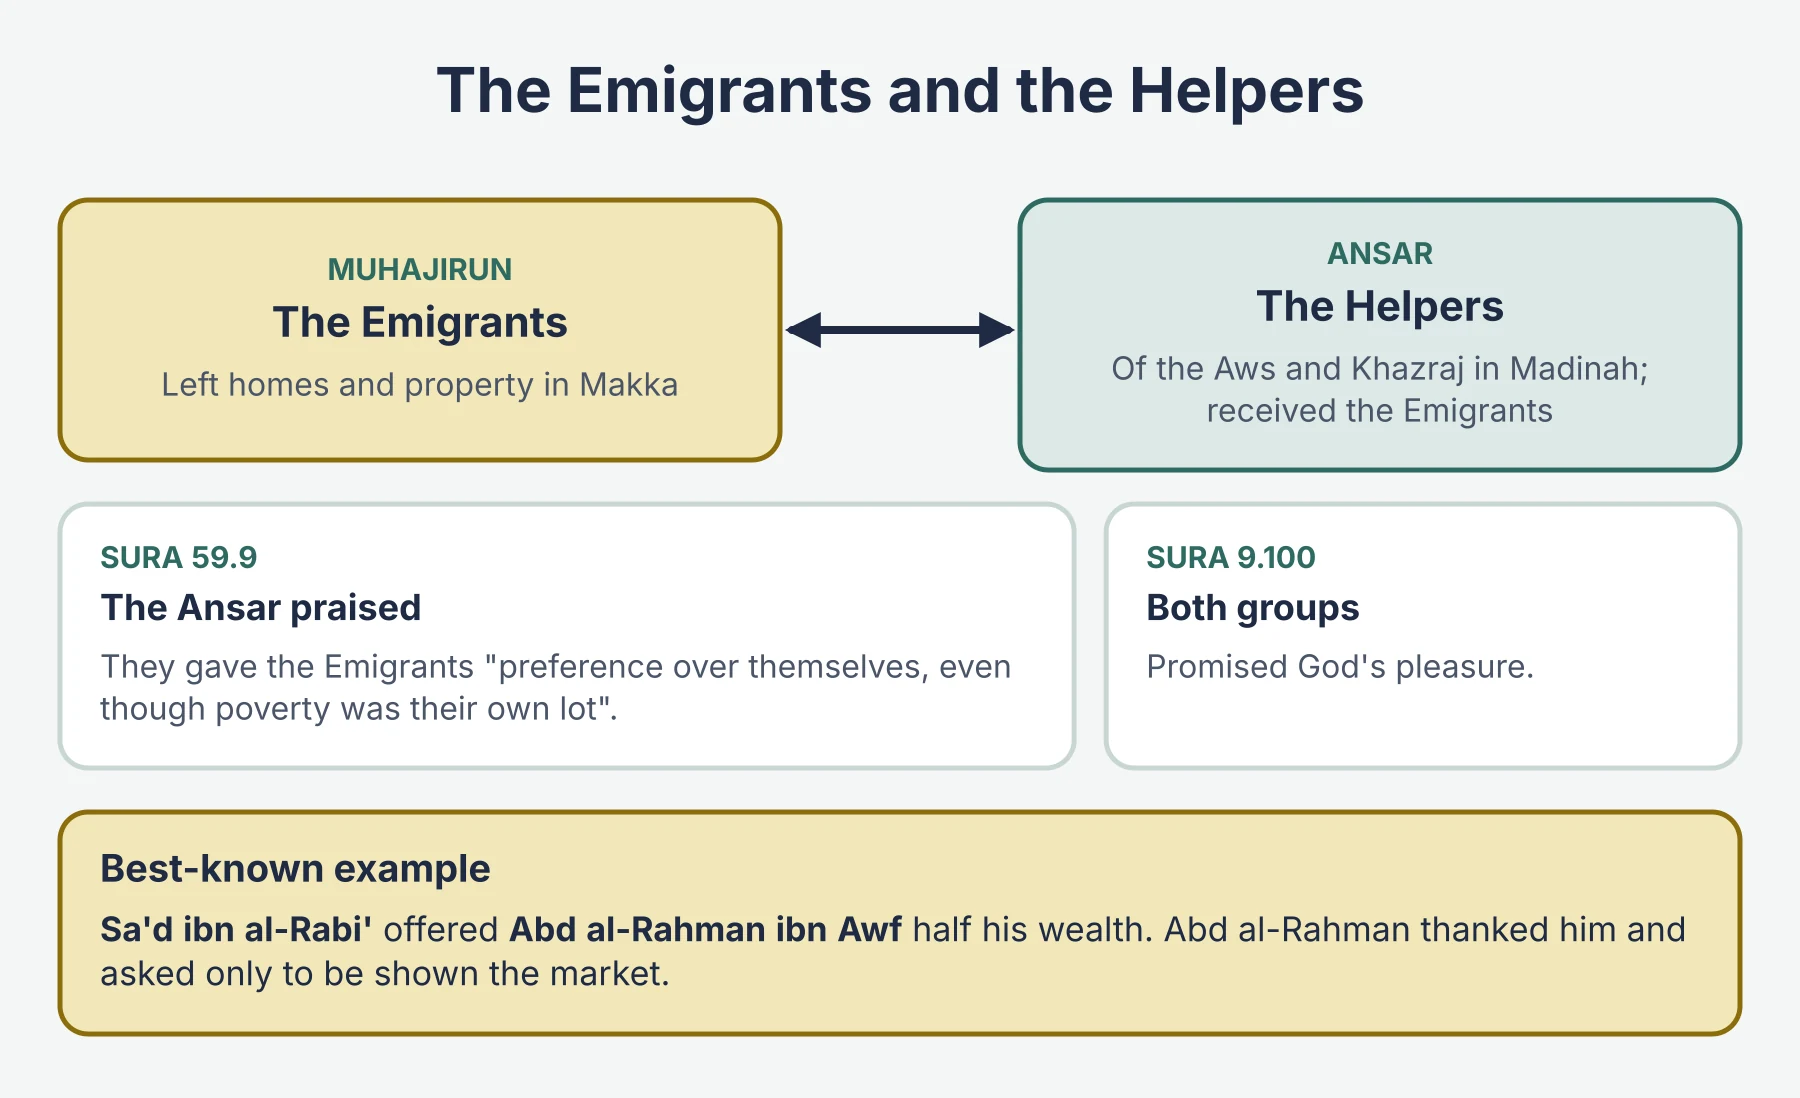 The Emigrants and the Helpers
MUHAJIRUN
The Emigrants
Left homes and property in Makka
ANSAR
The Helpers
Of the Aws and Khazraj in Madinah;
received the Emigrants
SURA 59.9
The Ansar praised
They gave the Emigrants "preference over themselves, even
though poverty was their own lot".
SURA 9.100
Both groups
Promised God's pleasure.
Best-known example
Sa'd ibn al-Rabi' offered Abd al-Rahman ibn Awf half his wealth. Abd al-Rahman thanked him and
asked only to be shown the market.